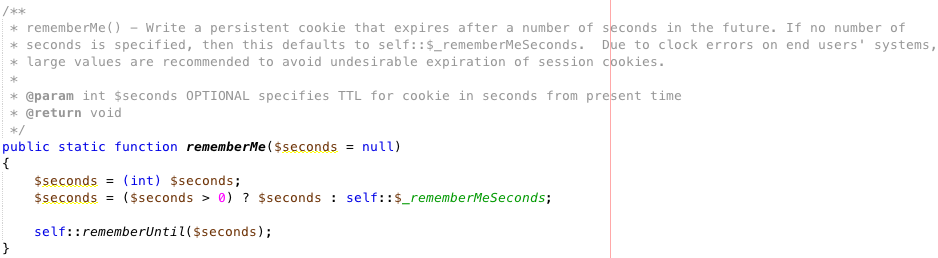 /**
 * rememberMe() - Write a persistent cookie that expires after a number of seconds in the future. If no number of
 * seconds is specified, then this defaults to self::$_rememberMeSeconds.  Due to clock errors on end users' systems,
 * large values are recommended to avoid undesirable expiration of session cookies.
 *
 * @param int $seconds OPTIONAL specifies TTL for cookie in seconds from present time
 * @return void
 */
public static function rememberMe($seconds = null)
{
    $seconds = (int) $seconds;
    $seconds = ($seconds > 0) ? $seconds : self::$_rememberMeSeconds;

    self::rememberUntil($seconds);
}